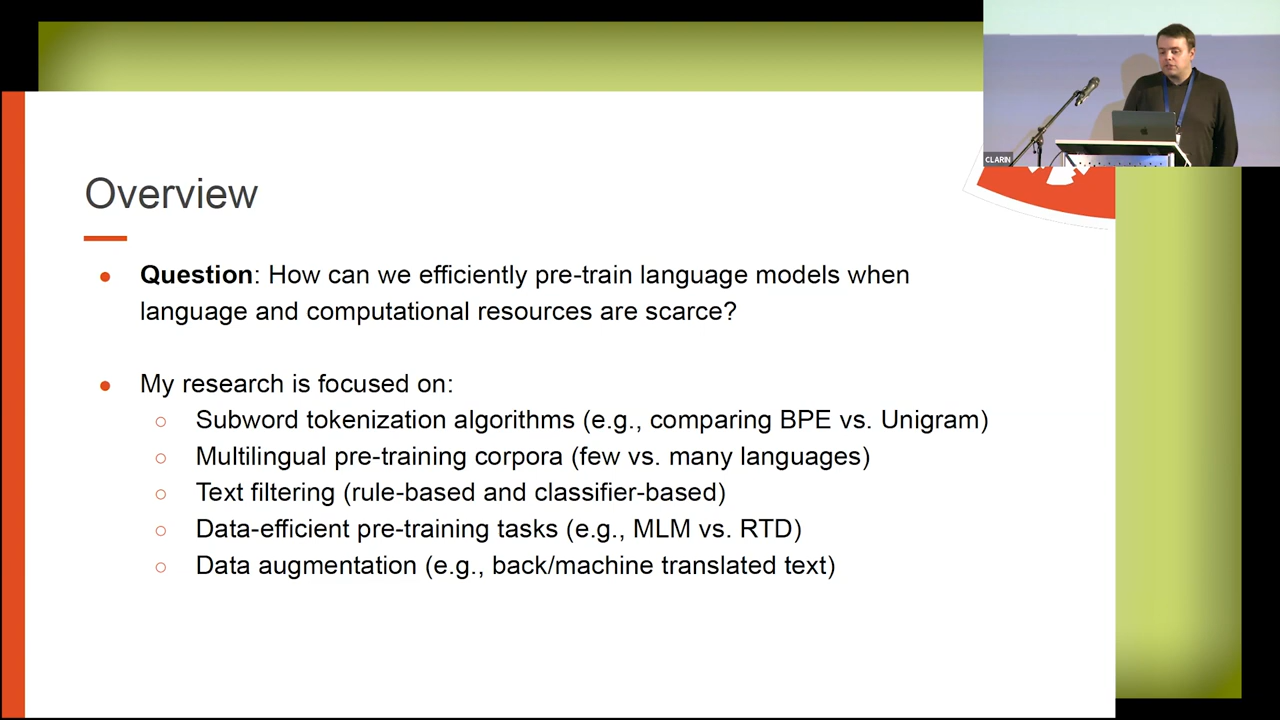 CLARIN
Overview
● Question: How can we efficiently pre-train language models when
language and computational resources are scarce?
● My research is focused on:
○ Subword tokenization algorithms (e.g., comparing BPE vs. Unigram)
○ Multilingual pre-training corpora (few vs. many languages)
○ Text filtering (rule-based and classifier-based)
○ Data-efficient pre-training tasks (e.g., MLM vs. RTD)
○ Data augmentation (e.g., back/machine translated text)